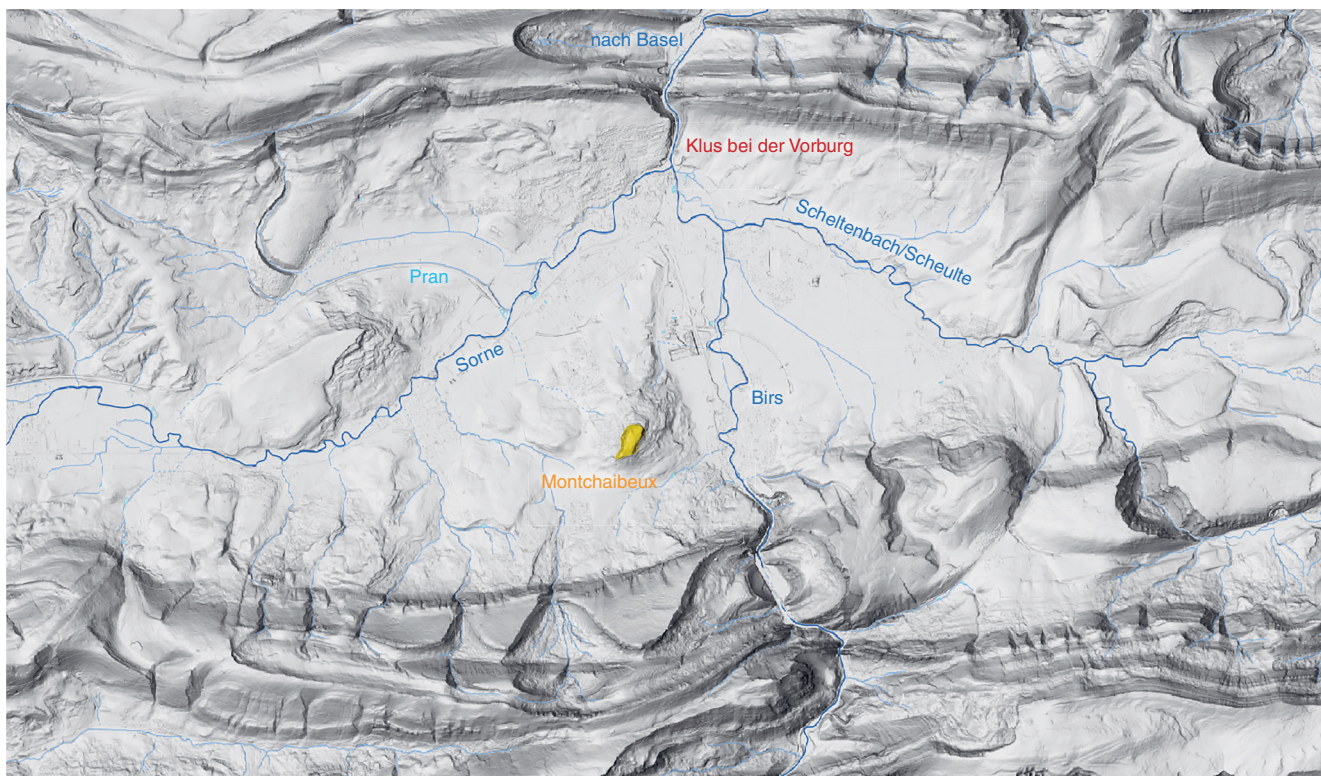 nach Basel
Klus bei der Vorburg
Scheltenbach/Scheulte
Pran
Sorne
Birs
Montchaibeux